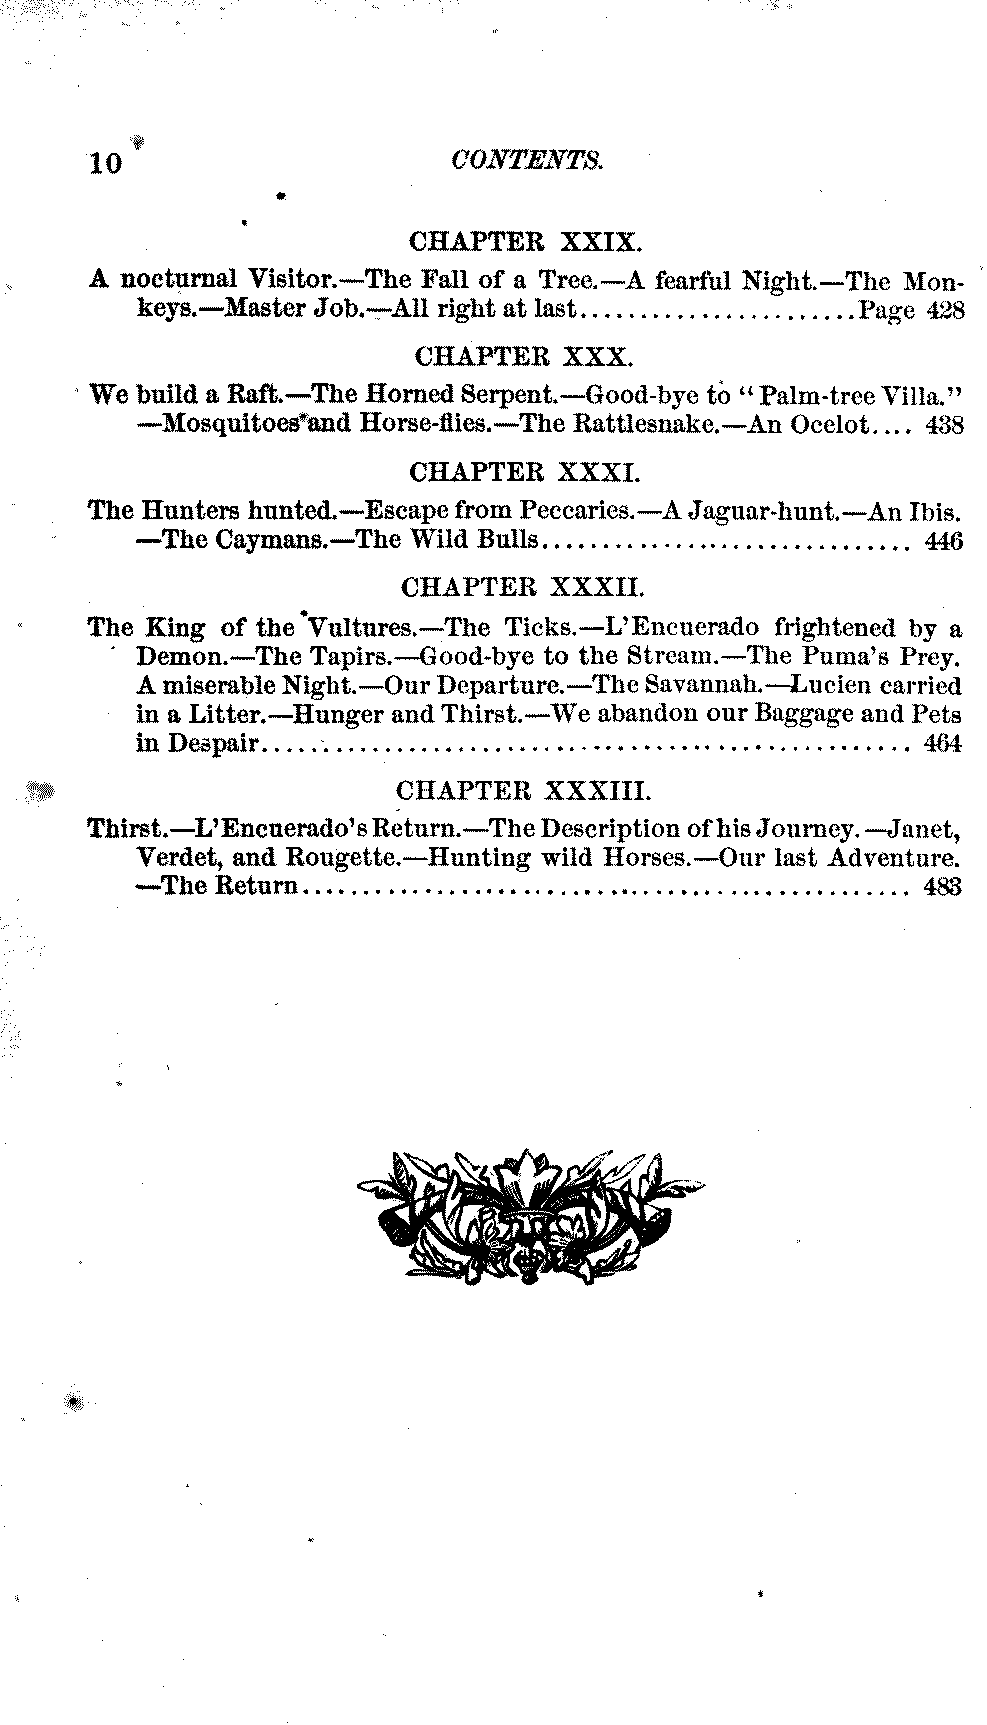 10 CONTENTS.
CHAPTER XXIX.
A nocturnal Visitor.—The Fall of a Tree.—A fearful Night.—The Mon-
keys.—Master Job.—All right at last.......................Page 428
CHAPTER XXX.
We build a Raft.—The Horned Serpent.—Good-bye to “Palm-tree Villa.”
—Mosquitoes and Horse-flies.—The Rattlesnake.—An Ocelot.... 438
CHAPTER XXXI.
The Hunters hunted.—Escape from Peccaries.—A Jaguar-hunt.—An Ibis.
—The Caymans.—The Wild Bulls............................... 446
CHAPTER XXXII.
The King of the Vultures.—The Ticks.—L’Encuerado frightened by a
Demon.—The Tapirs.—Good-bye to the Stream.—The Puma’s Prey.
A miserable Night.—Our Departure.—The Savannah.—Lucien carried
in a Litter.—Hunger and Thirst.—We abandon our Baggage and Pets
in Despair...................................................... 464
CHAPTER XXXIII.
Thirst.—L’Encuerado’s Return.—The Description of his Journey.—Janet,
Verdet, and Rougette.—Hunting wild Horses.—Our last Adventure.
—The Return................................................... 483